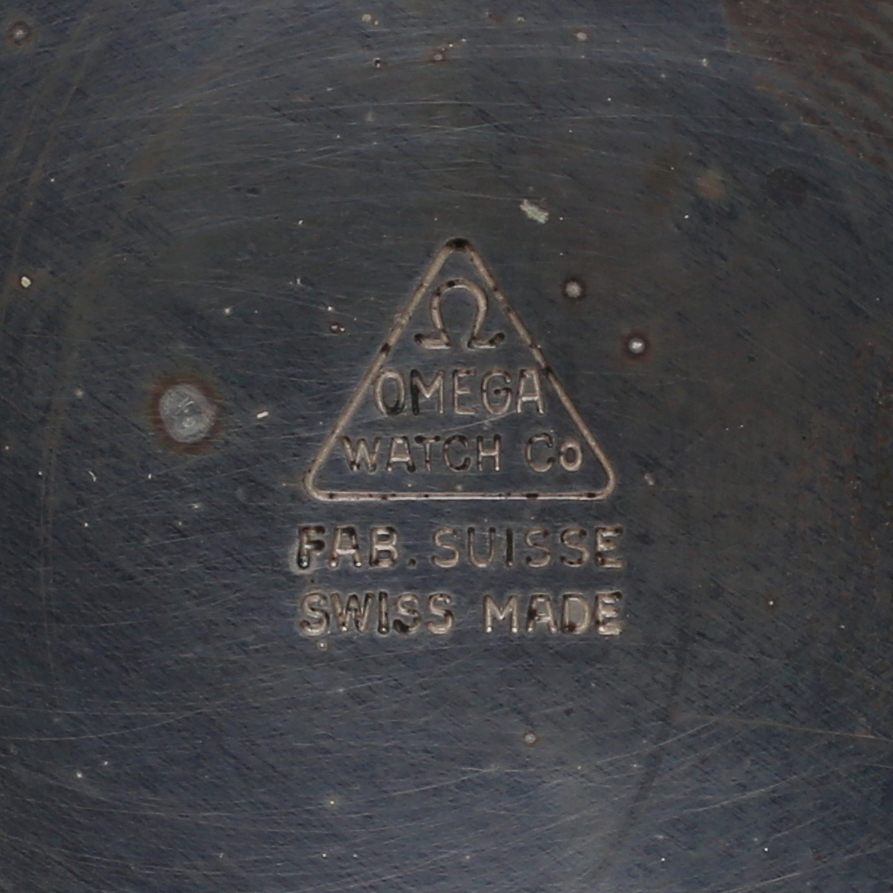 Ω
OMEGA
WATCH Co
FAB. SUISSE
SWISS MADE